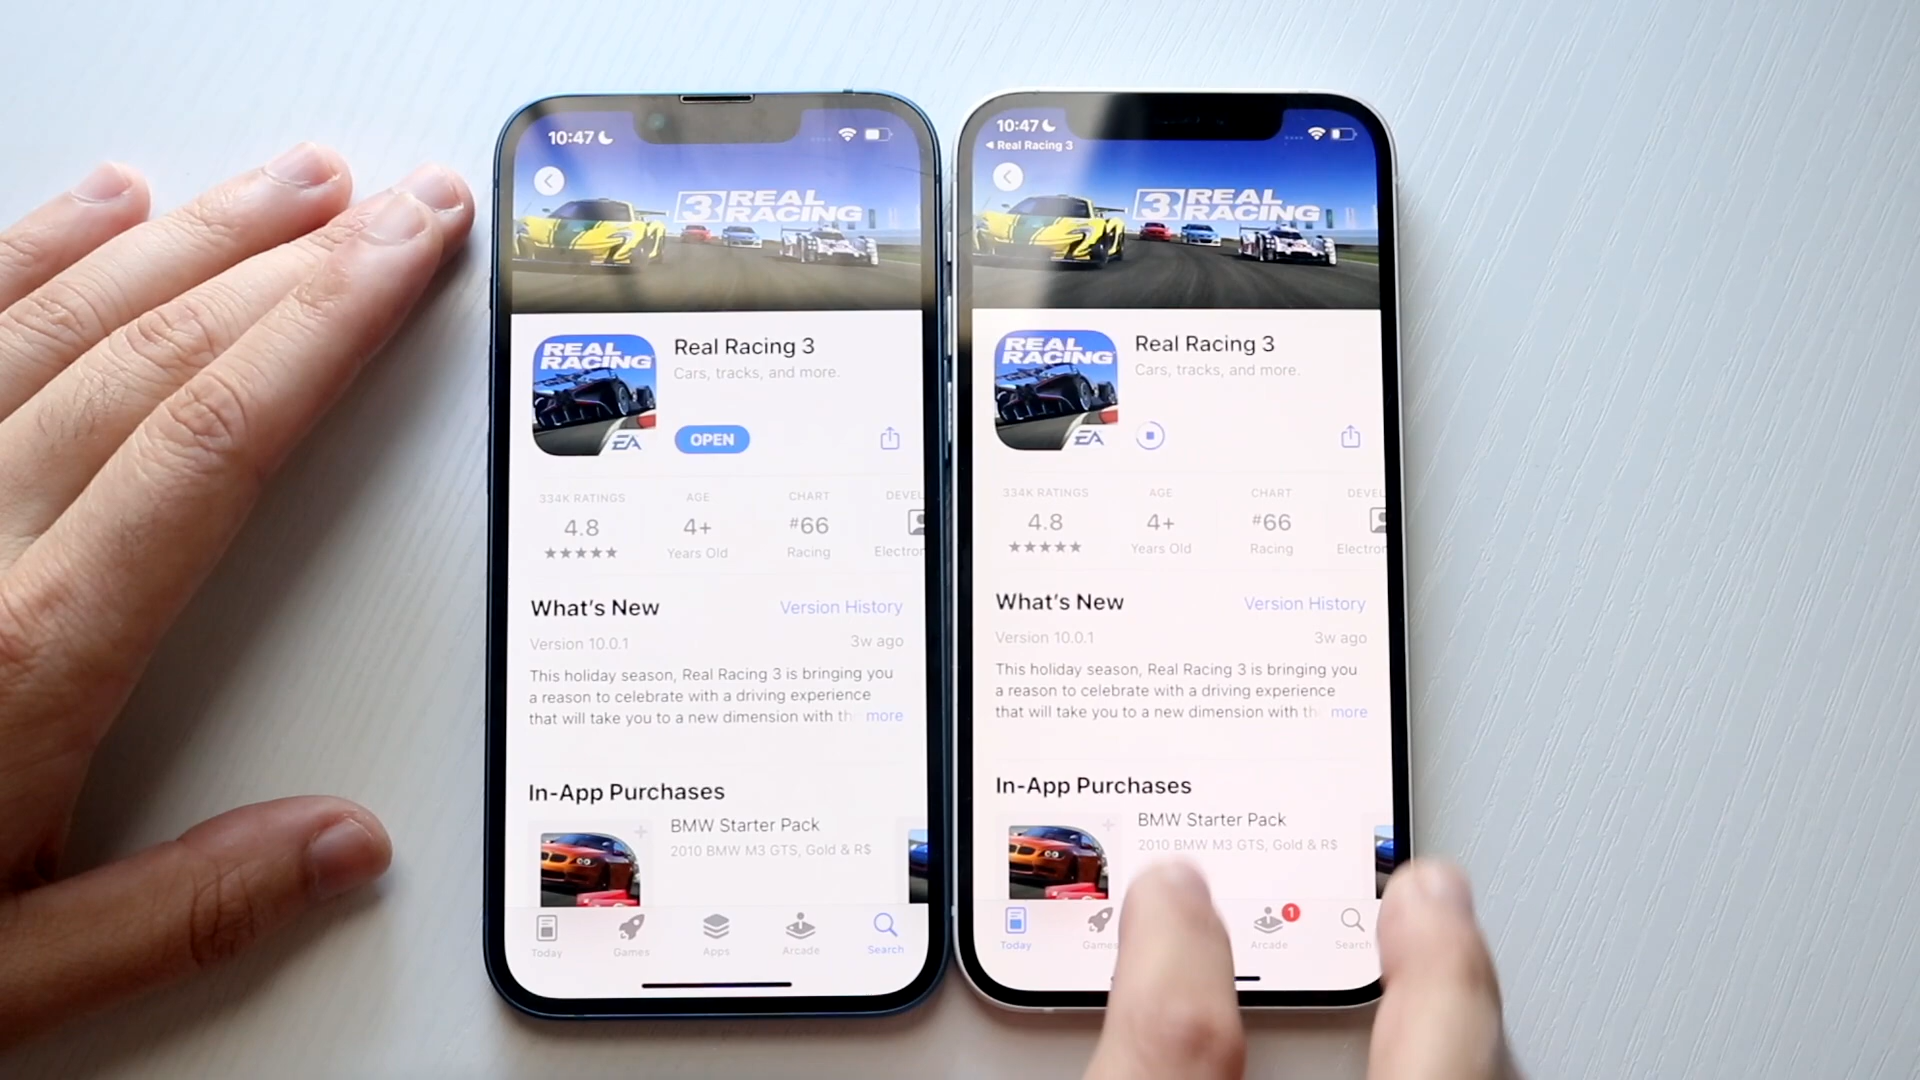 10:47
3 REAL
RACING
REAL
RACING
EA
Real Racing 3
Cars, tracks, and more.
OPEN
334K RATINGS
4.8
★★★★★
AGE
4+
Years Old
CHART
#66
Racing
DEVEL
Electron
What's New
Version History
Version 10.0.1
3w ago
This holiday season, Real Racing 3 is bringing you
a reason to celebrate with a driving experience
that will take you to a new dimension with th more
In-App Purchases
BMW Starter Pack
2010 BMW M3 GTS, Gold & R$
Today
Games
Apps
Arcade
Search
10:47
Real Racing 3
3 REAL
RACING
REAL
RACING
EA
Real Racing 3
Cars, tracks, and more.
334K RATINGS
4.8
★★★★★
AGE
4+
Years Old
CHART
#66
Racing
DEVEL
Electron
What's New
Version History
Version 10.0.1
3w ago
This holiday season, Real Racing 3 is bringing you
a reason to celebrate with a driving experience
that will take you to a new dimension with th more
In-App Purchases
BMW Starter Pack
2010 BMW M3 GTS, Gold & R$
Today
Games
Arcade
1
Search